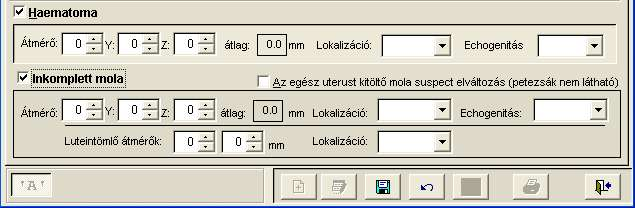 Haematoma
Átmérő: 0 Y: 0 Z: 0 átlag: 0.0 mm Lokalizáció: Echogenitás
Inkomplett mola Az egész uterust kitöltő mola suspect elváltozás (petezsák nem látható)
Átmérő: 0 Y: 0 Z: 0 átlag: 0.0 mm Lokalizáció: Echogenitás:
Luteintömlő átmérők: 0 0 mm Lokalizáció:
'A'